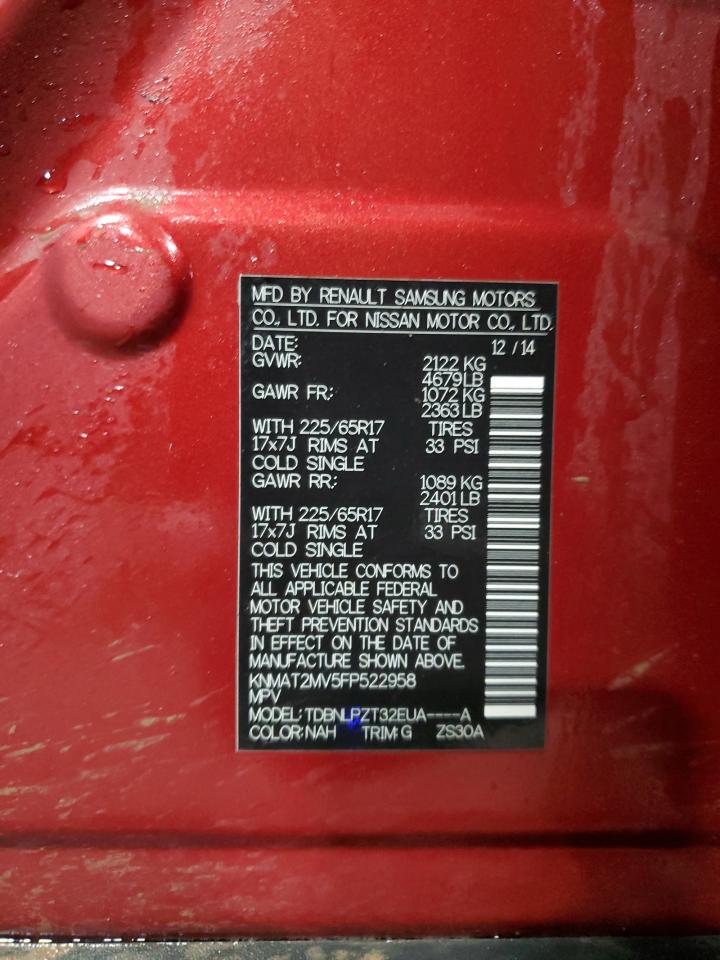 MFD BY RENAULT SAMSUNG MOTORS
CO., LTD. FOR NISSAN MOTOR CO., LTD.
DATE: 12 / 14
GVWR: 2122 KG
4679 LB
GAWR FR: 1072 KG
2363 LB
WITH 225/65R17 TIRES
17x7J RIMS AT 33 PSI
COLD SINGLE
GAWR RR: 1089 KG
2401 LB
WITH 225/65R17 TIRES
17x7J RIMS AT 33 PSI
COLD SINGLE
THIS VEHICLE CONFORMS TO
ALL APPLICABLE FEDERAL
MOTOR VEHICLE SAFETY AND
THEFT PREVENTION STANDARDS
IN EFFECT ON THE DATE OF
MANUFACTURE SHOWN ABOVE.
KNMAT2MV5FP522958
MPV
MODEL: TDBNLPZT32EUA----A
COLOR: NAH TRIM: G ZS30A